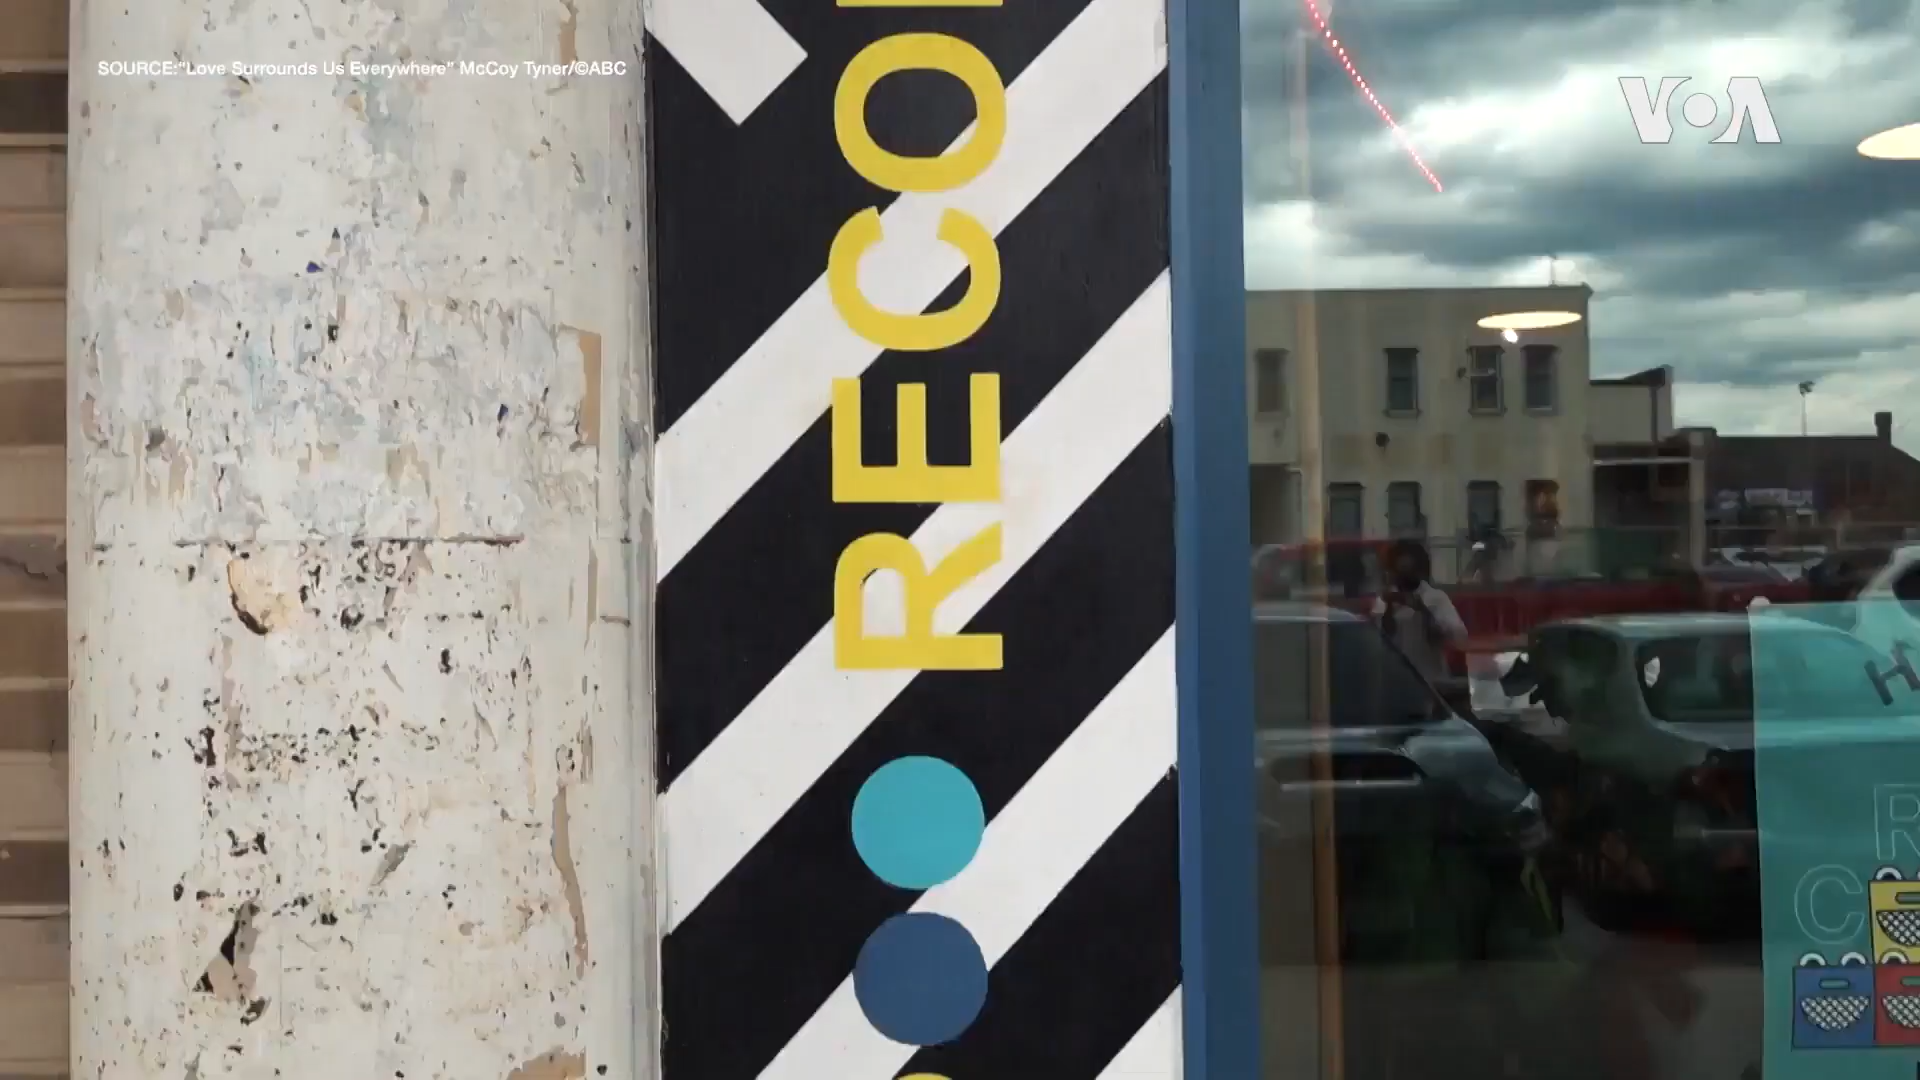 SOURCE:“Love Surrounds Us Everywhere” McCoy Tyner/©ABC
VOA
RECO
H
R
C